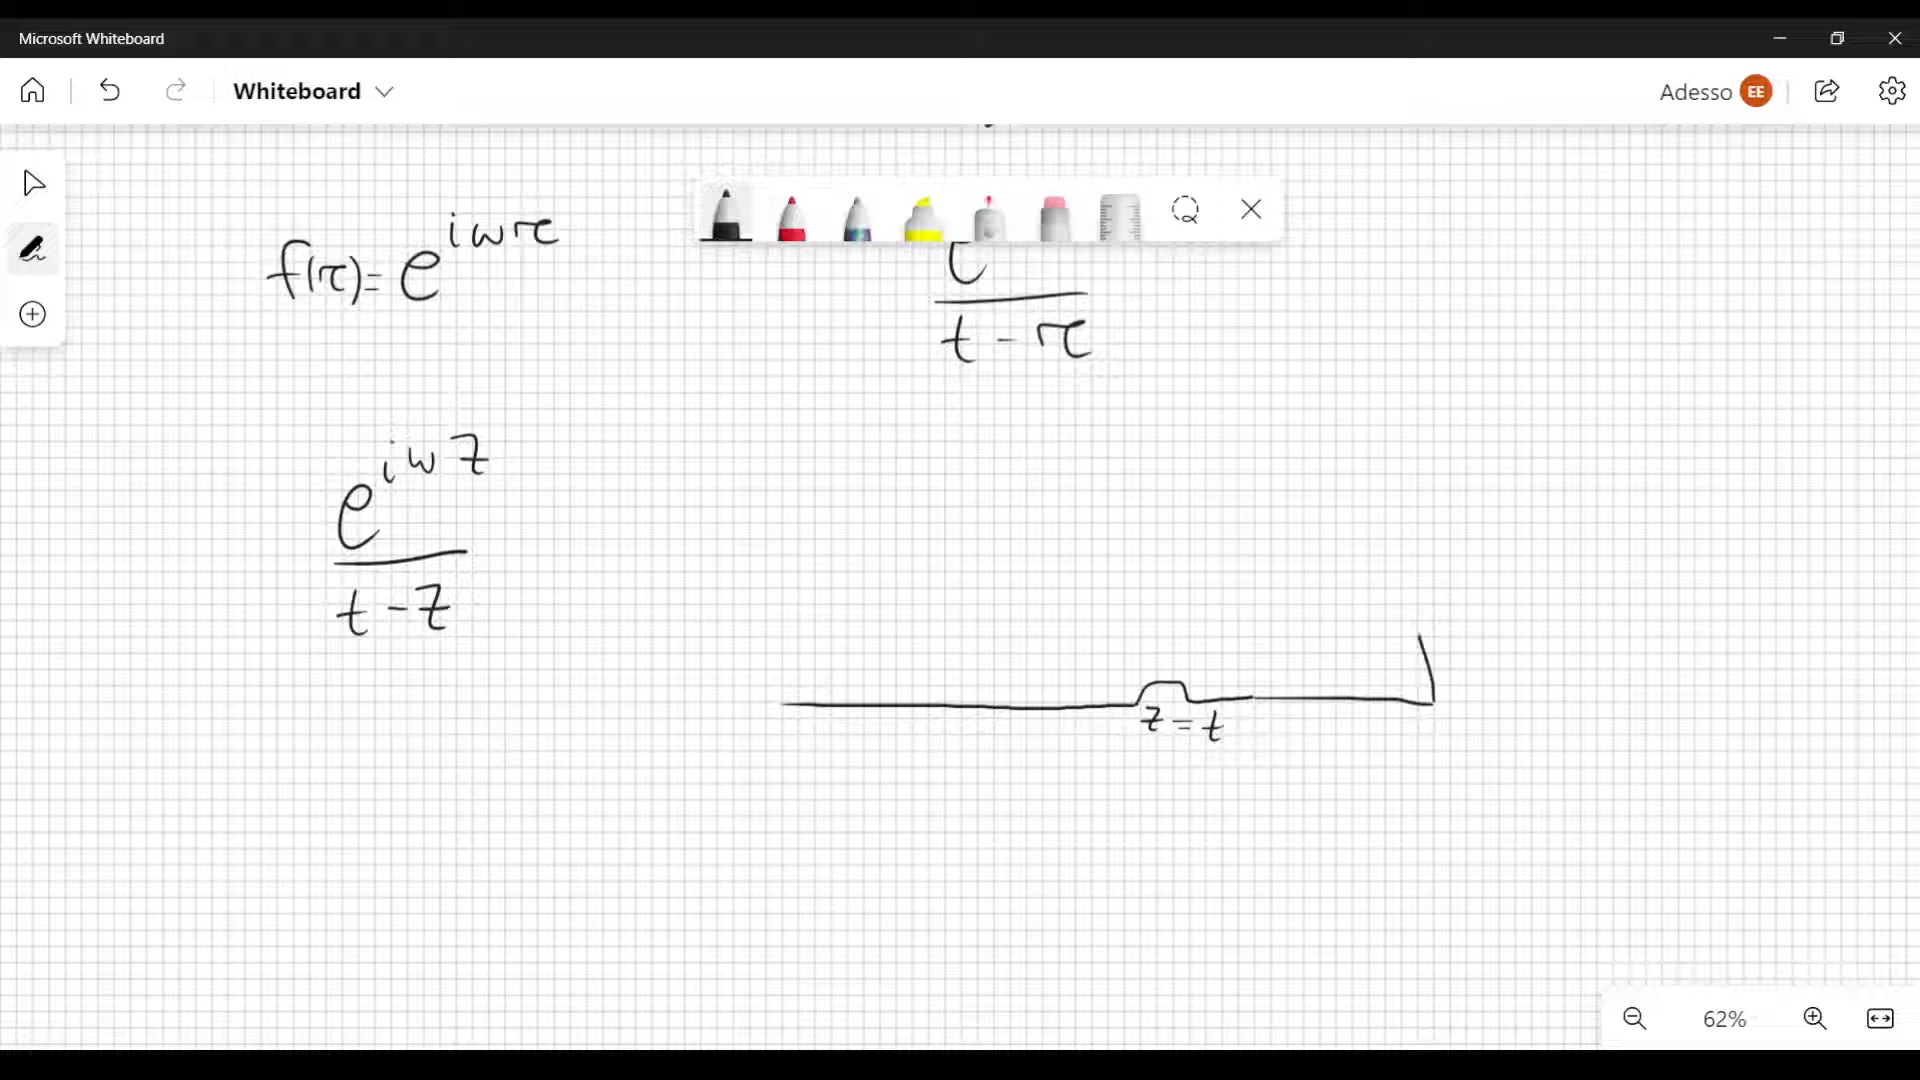 Microsoft Whiteboard
Whiteboard
Adesso EE
f(τ) = e^{iωτ}
t - τ
e^{iωz}
t - z
z = t
62%